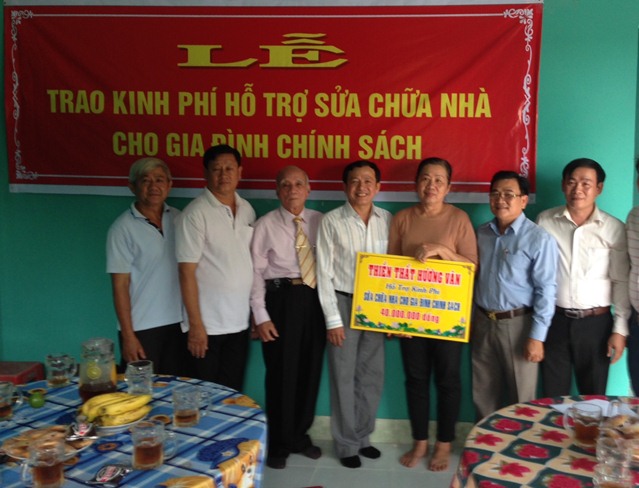 LỄ
TRAO KINH PHÍ HỖ TRỢ SỬA CHỮA NHÀ
CHO GIA ĐÌNH CHÍNH SÁCH
THIỀN THẤT HƯƠNG VÂN
Hỗ Trợ Kinh Phí
SỬA CHỮA NHÀ CHO GIA ĐÌNH CHÍNH SÁCH
40.000.000 đồng